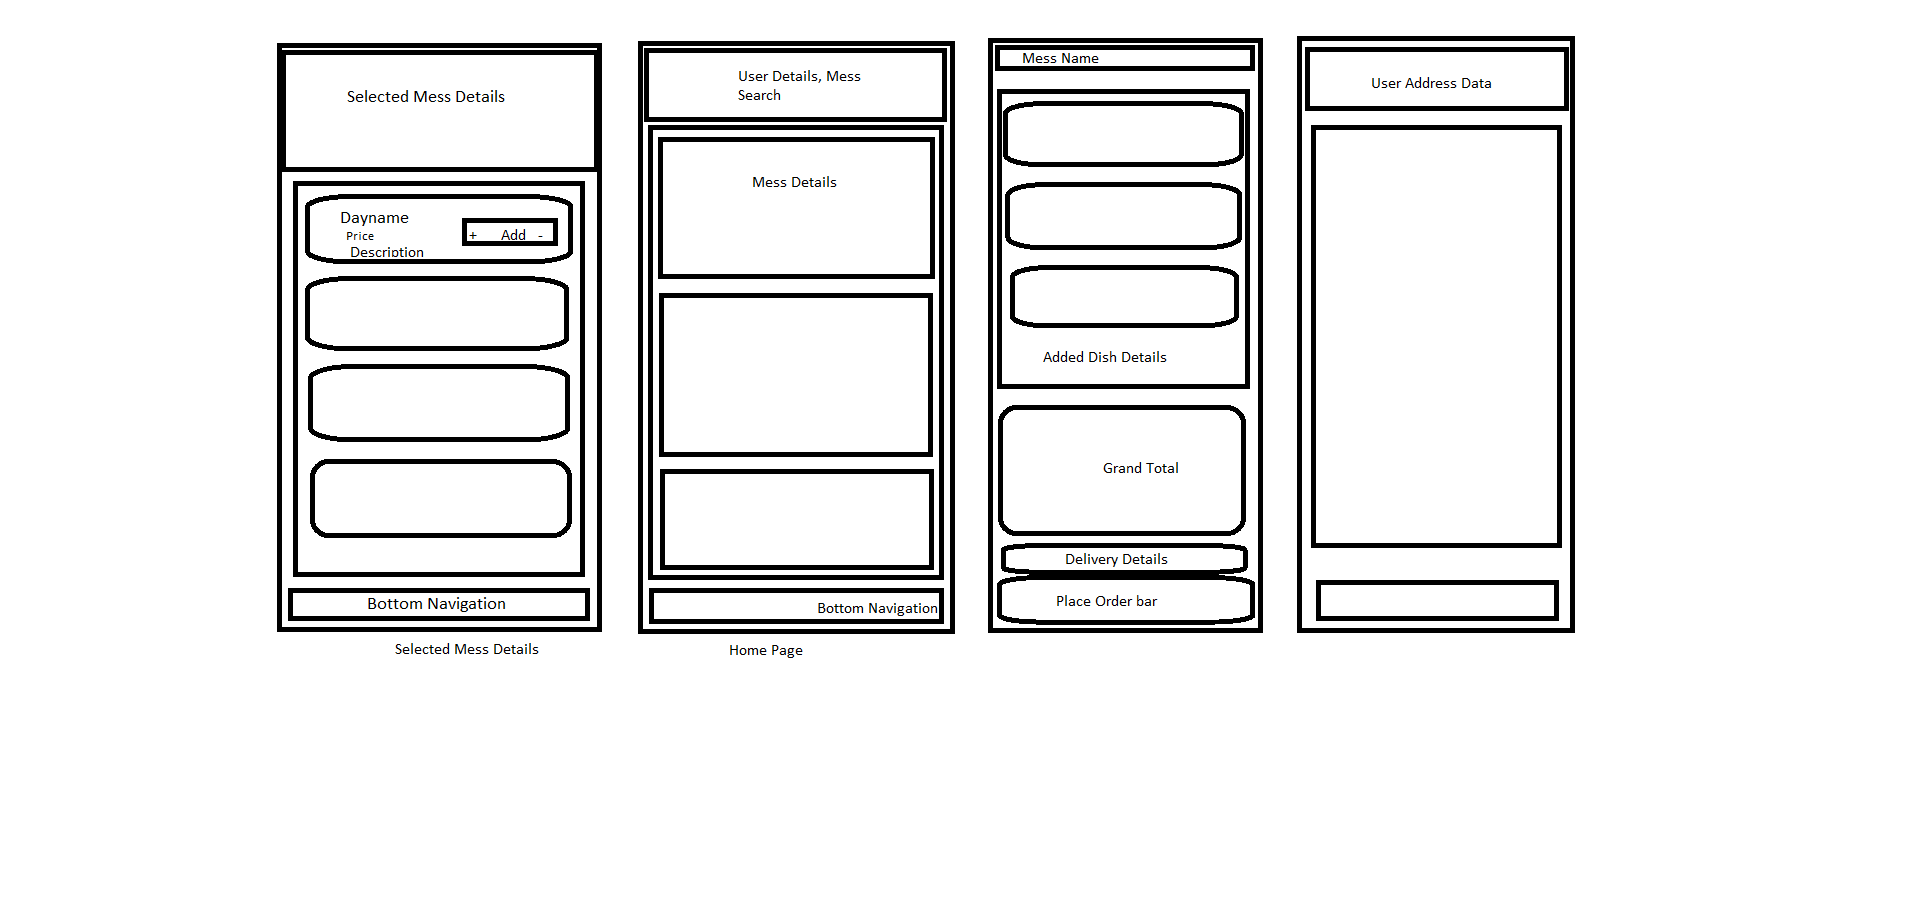 Selected Mess Details
Dayname
Price
Description
+ Add -
Bottom Navigation
Selected Mess Details
User Details, Mess
Search
Mess Details
Bottom Navigation
Home Page
Mess Name
Added Dish Details
Grand Total
Delivery Details
Place Order bar
User Address Data